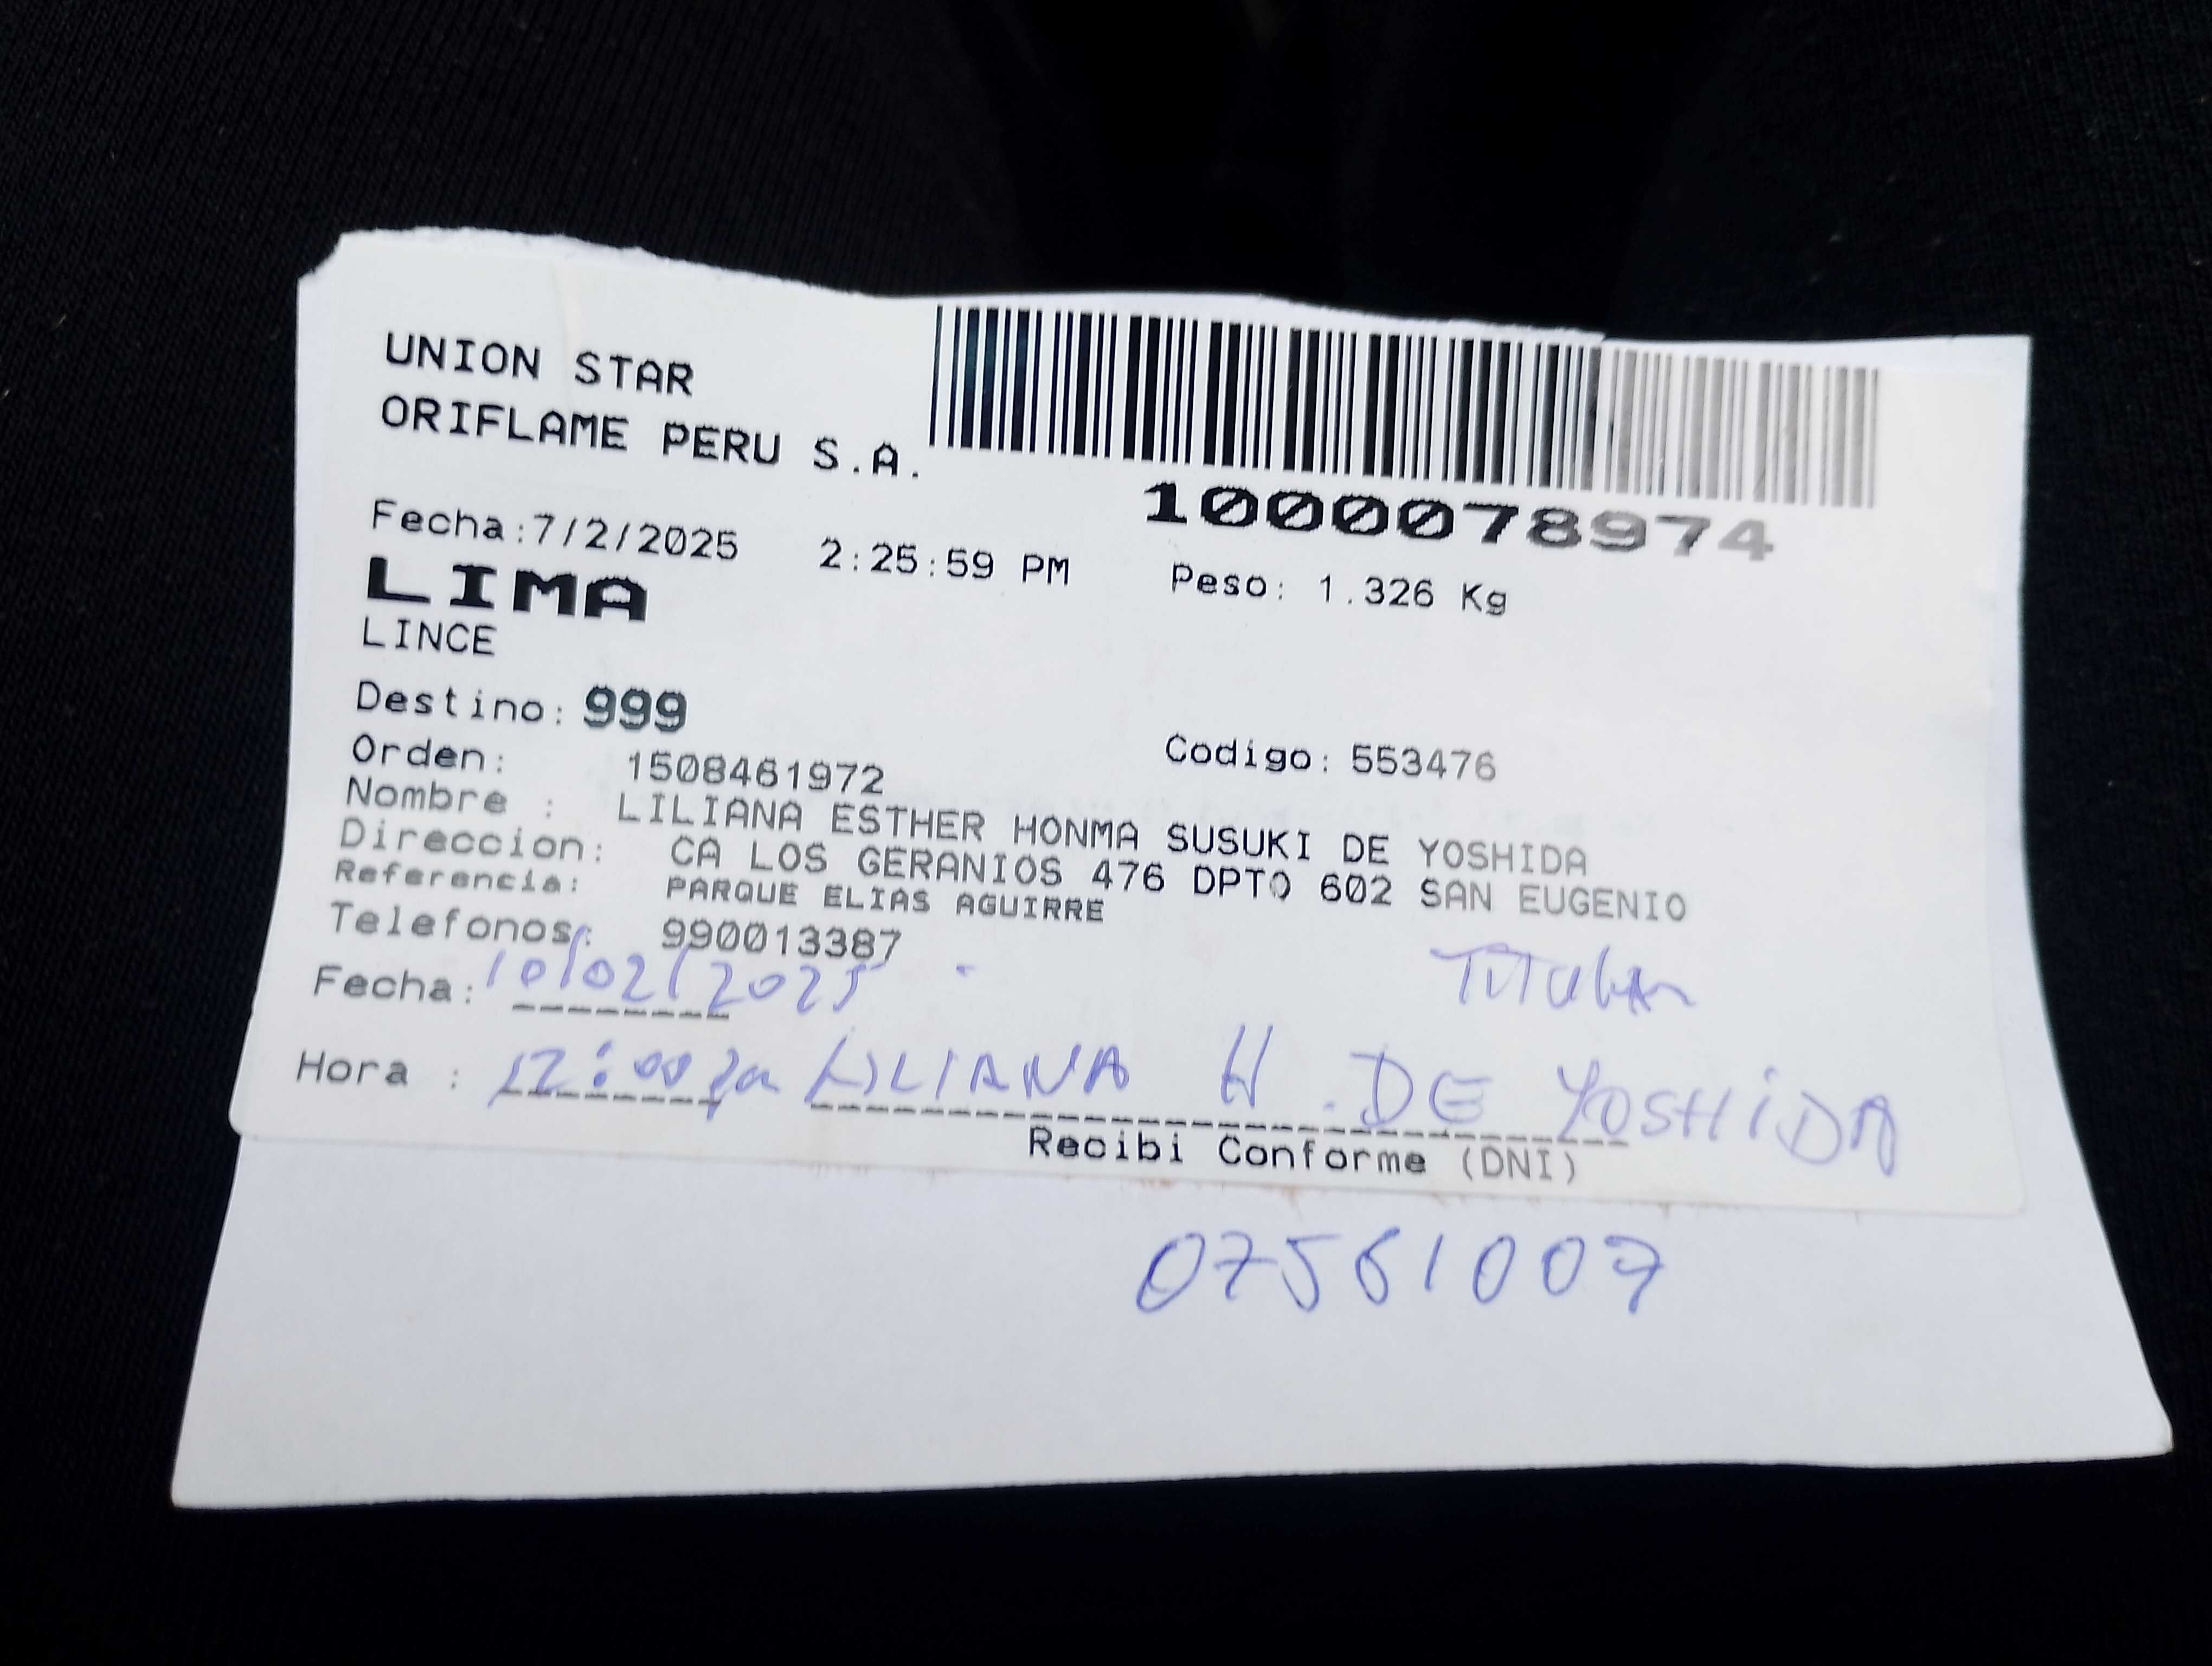 UNION STAR
ORIFLAME PERU S.A.
1000078974
Fecha:7/2/2025 2:25:59 PM Peso: 1.326 Kg
LIMA
LINCE
Destino: 999
Orden: 1508461972 Codigo: 553476
Nombre : LILIANA ESTHER HONMA SUSUKI DE YOSHIDA
Direccion: CA LOS GERANIOS 476 DPTO 602 SAN EUGENIO
Referencia: PARQUE ELIAS AGUIRRE
Telefonos: 990013387
Titular
Fecha: 10/02/2025
Hora : 12:00 LILIANA H. DE YOSHIDA
Recibi Conforme (DNI)
07561007